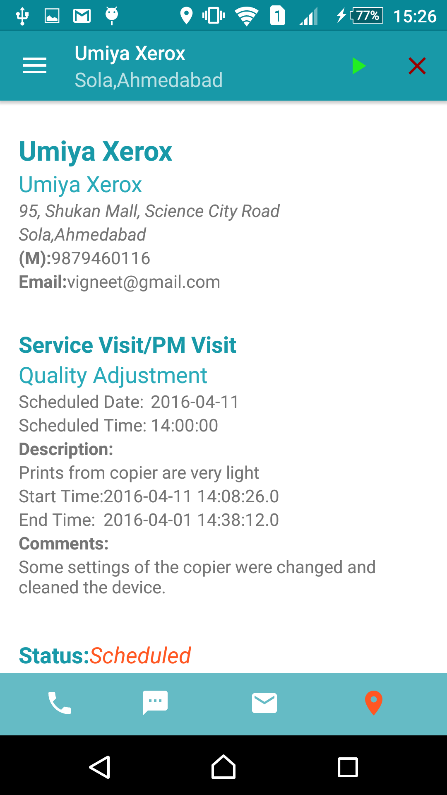 1 77% 15:26
Umiya Xerox
Sola,Ahmedabad
Umiya Xerox
Umiya Xerox
95, Shukan Mall, Science City Road
Sola,Ahmedabad
(M):9879460116
Email:vigneet@gmail.com
Service Visit/PM Visit
Quality Adjustment
Scheduled Date: 2016-04-11
Scheduled Time: 14:00:00
Description:
Prints from copier are very light
Start Time:2016-04-11 14:08:26.0
End Time: 2016-04-01 14:38:12.0
Comments:
Some settings of the copier were changed and
cleaned the device.
Status:Scheduled